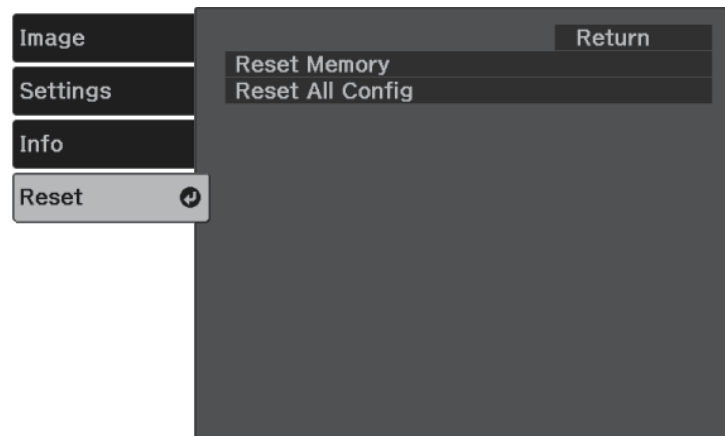 Image
Settings
Info
Reset
Return
Reset Memory
Reset All Config